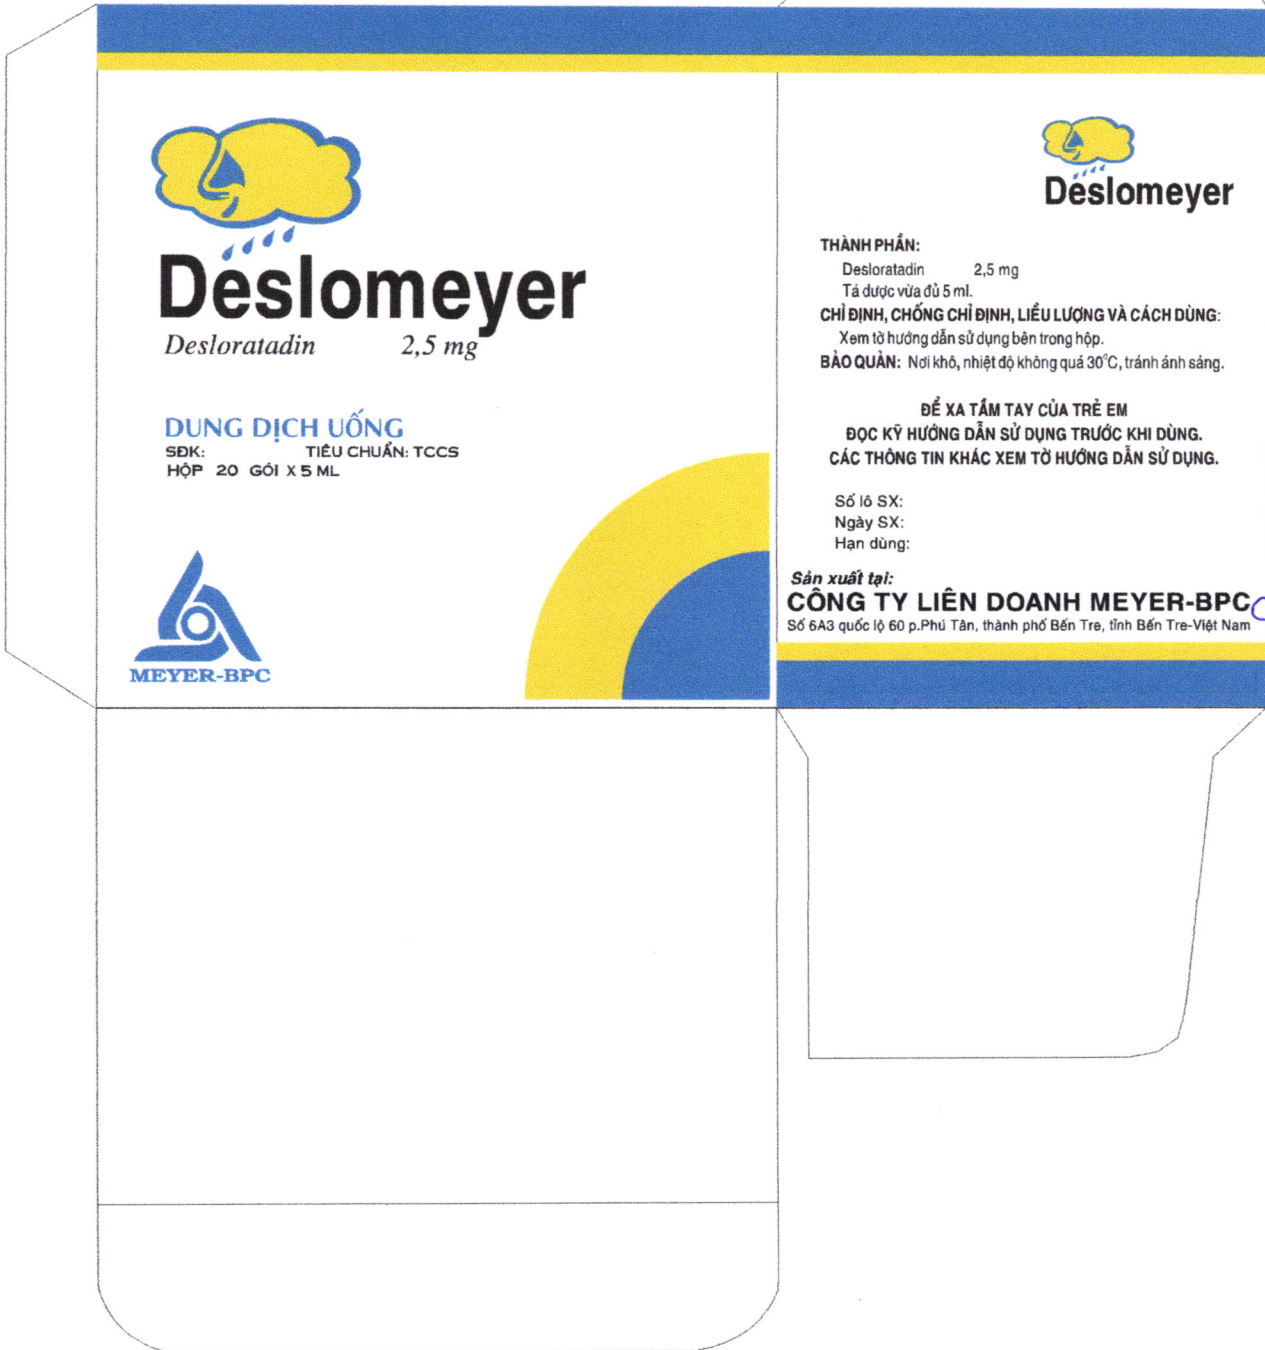 Deslomeyer
Desloratadin 2,5 mg
DUNG DỊCH UỐNG
SĐK: TIÊU CHUẨN: TCCS
HỘP 20 GÓI X 5 ML
MEYER-BPC
Deslomeyer
THÀNH PHẦN:
Desloratadin 2,5 mg
Tá dược vừa đủ 5 ml.
CHỈ ĐỊNH, CHỐNG CHỈ ĐỊNH, LIỀU LƯỢNG VÀ CÁCH DÙNG:
Xem tờ hướng dẫn sử dụng bên trong hộp.
BẢO QUẢN: Nơi khô, nhiệt độ không quá 30°C, tránh ánh sáng.
ĐỂ XA TẦM TAY CỦA TRẺ EM
ĐỌC KỸ HƯỚNG DẪN SỬ DỤNG TRƯỚC KHI DÙNG.
CÁC THÔNG TIN KHÁC XEM TỜ HƯỚNG DẪN SỬ DỤNG.
Số lô SX:
Ngày SX:
Hạn dùng:
Sản xuất tại:
CÔNG TY LIÊN DOANH MEYER-BPC
Số 6A3 quốc lộ 60 p.Phú Tân, thành phố Bến Tre, tỉnh Bến Tre-Việt Nam